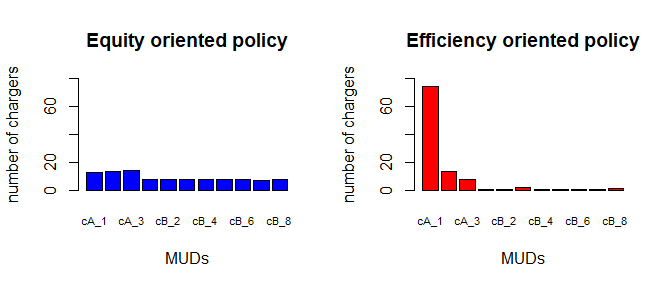 Equity oriented policy
number of chargers
0
20
60
cA_1
cA_3
cB_2
cB_4
cB_6
cB_8
MUDs
Efficiency oriented policy
number of chargers
0
20
60
cA_1
cA_3
cB_2
cB_4
cB_6
cB_8
MUDs